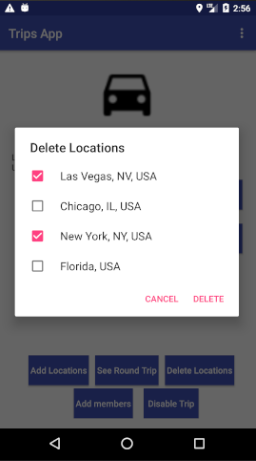 2:56
Trips App
Delete Locations
Las Vegas, NV, USA
Chicago, IL, USA
New York, NY, USA
Florida, USA
CANCEL DELETE
Add Locations See Round Trip Delete Locations
Add members Disable Trip